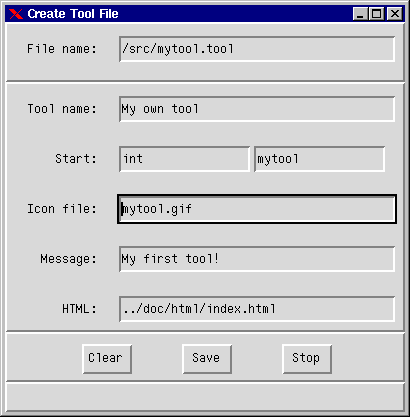 Create Tool File
File name: /src/mytool.tool
Tool name: My own tool
Start: int mytool
Icon file: mytool.gif
Message: My first tool!
HTML: ../doc/html/index.html
Clear Save Stop